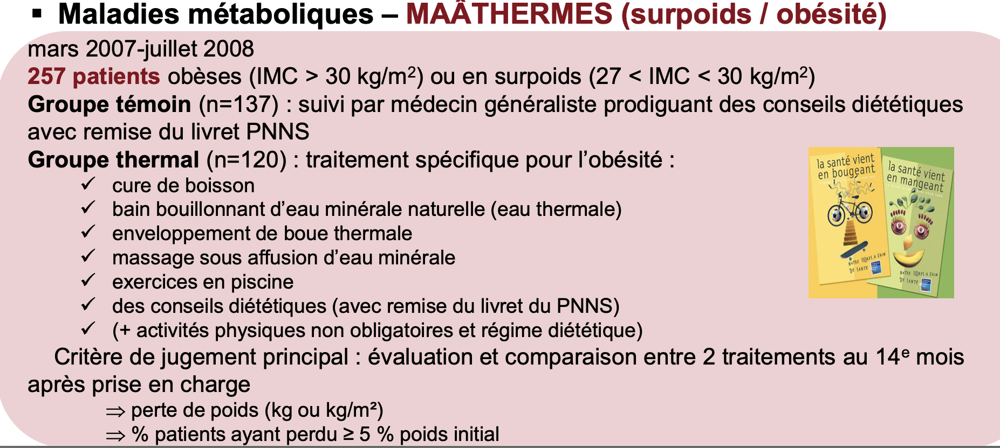 ▪ Maladies métaboliques – MAÂTHERMES (surpoids / obésité)
mars 2007-juillet 2008
257 patients obèses (IMC > 30 kg/m²) ou en surpoids (27 < IMC < 30 kg/m²)
Groupe témoin (n=137) : suivi par médecin généraliste prodiguant des conseils diététiques
avec remise du livret PNNS
Groupe thermal (n=120) : traitement spécifique pour l’obésité :
✓ cure de boisson
✓ bain bouillonnant d’eau minérale naturelle (eau thermale)
✓ enveloppement de boue thermale
✓ massage sous affusion d’eau minérale
✓ exercices en piscine
✓ des conseils diététiques (avec remise du livret du PNNS)
✓ (+ activités physiques non obligatoires et régime diététique)
Critère de jugement principal : évaluation et comparaison entre 2 traitements au 14ᵉ mois
après prise en charge
⇒ perte de poids (kg ou kg/m²)
⇒ % patients ayant perdu ≥ 5 % poids initial
la santé vient
en bougeant
NOTRE CORPS A FAIM
DE SANTÉ
la santé vient
en mangeant
NOTRE CORPS A FAIM
DE SANTÉ